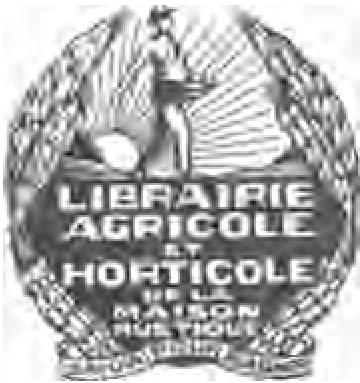 LIBRAIRIE
AGRICOLE
ET
HORTICOLE
DE LA
MAISON
RUSTIQUE